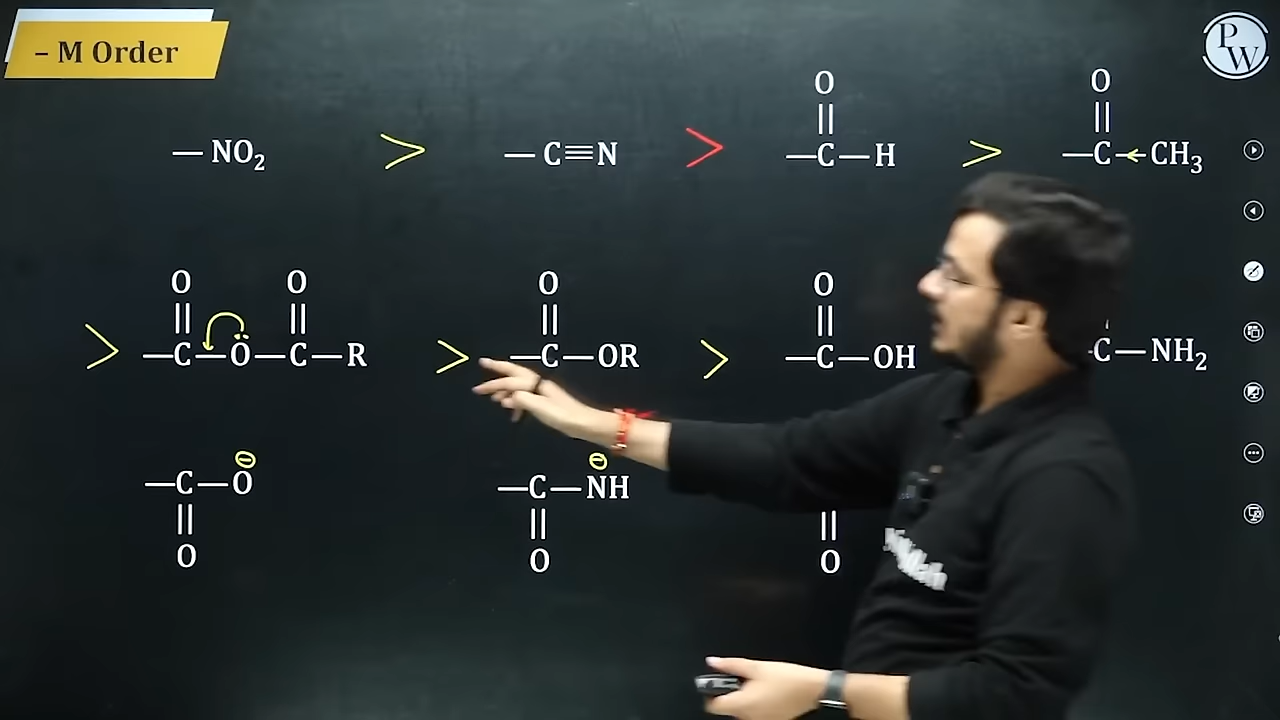 – M Order
PW
— NO₂ > — C≡N > —C—H > —C—CH₃
O O
|| ||
> —C—O—C—R > —C—OR > —C—OH C—NH₂
O O O O
|| || || ||
⊖ ⊖
—C—O —C—NH
|| || ||
O O O